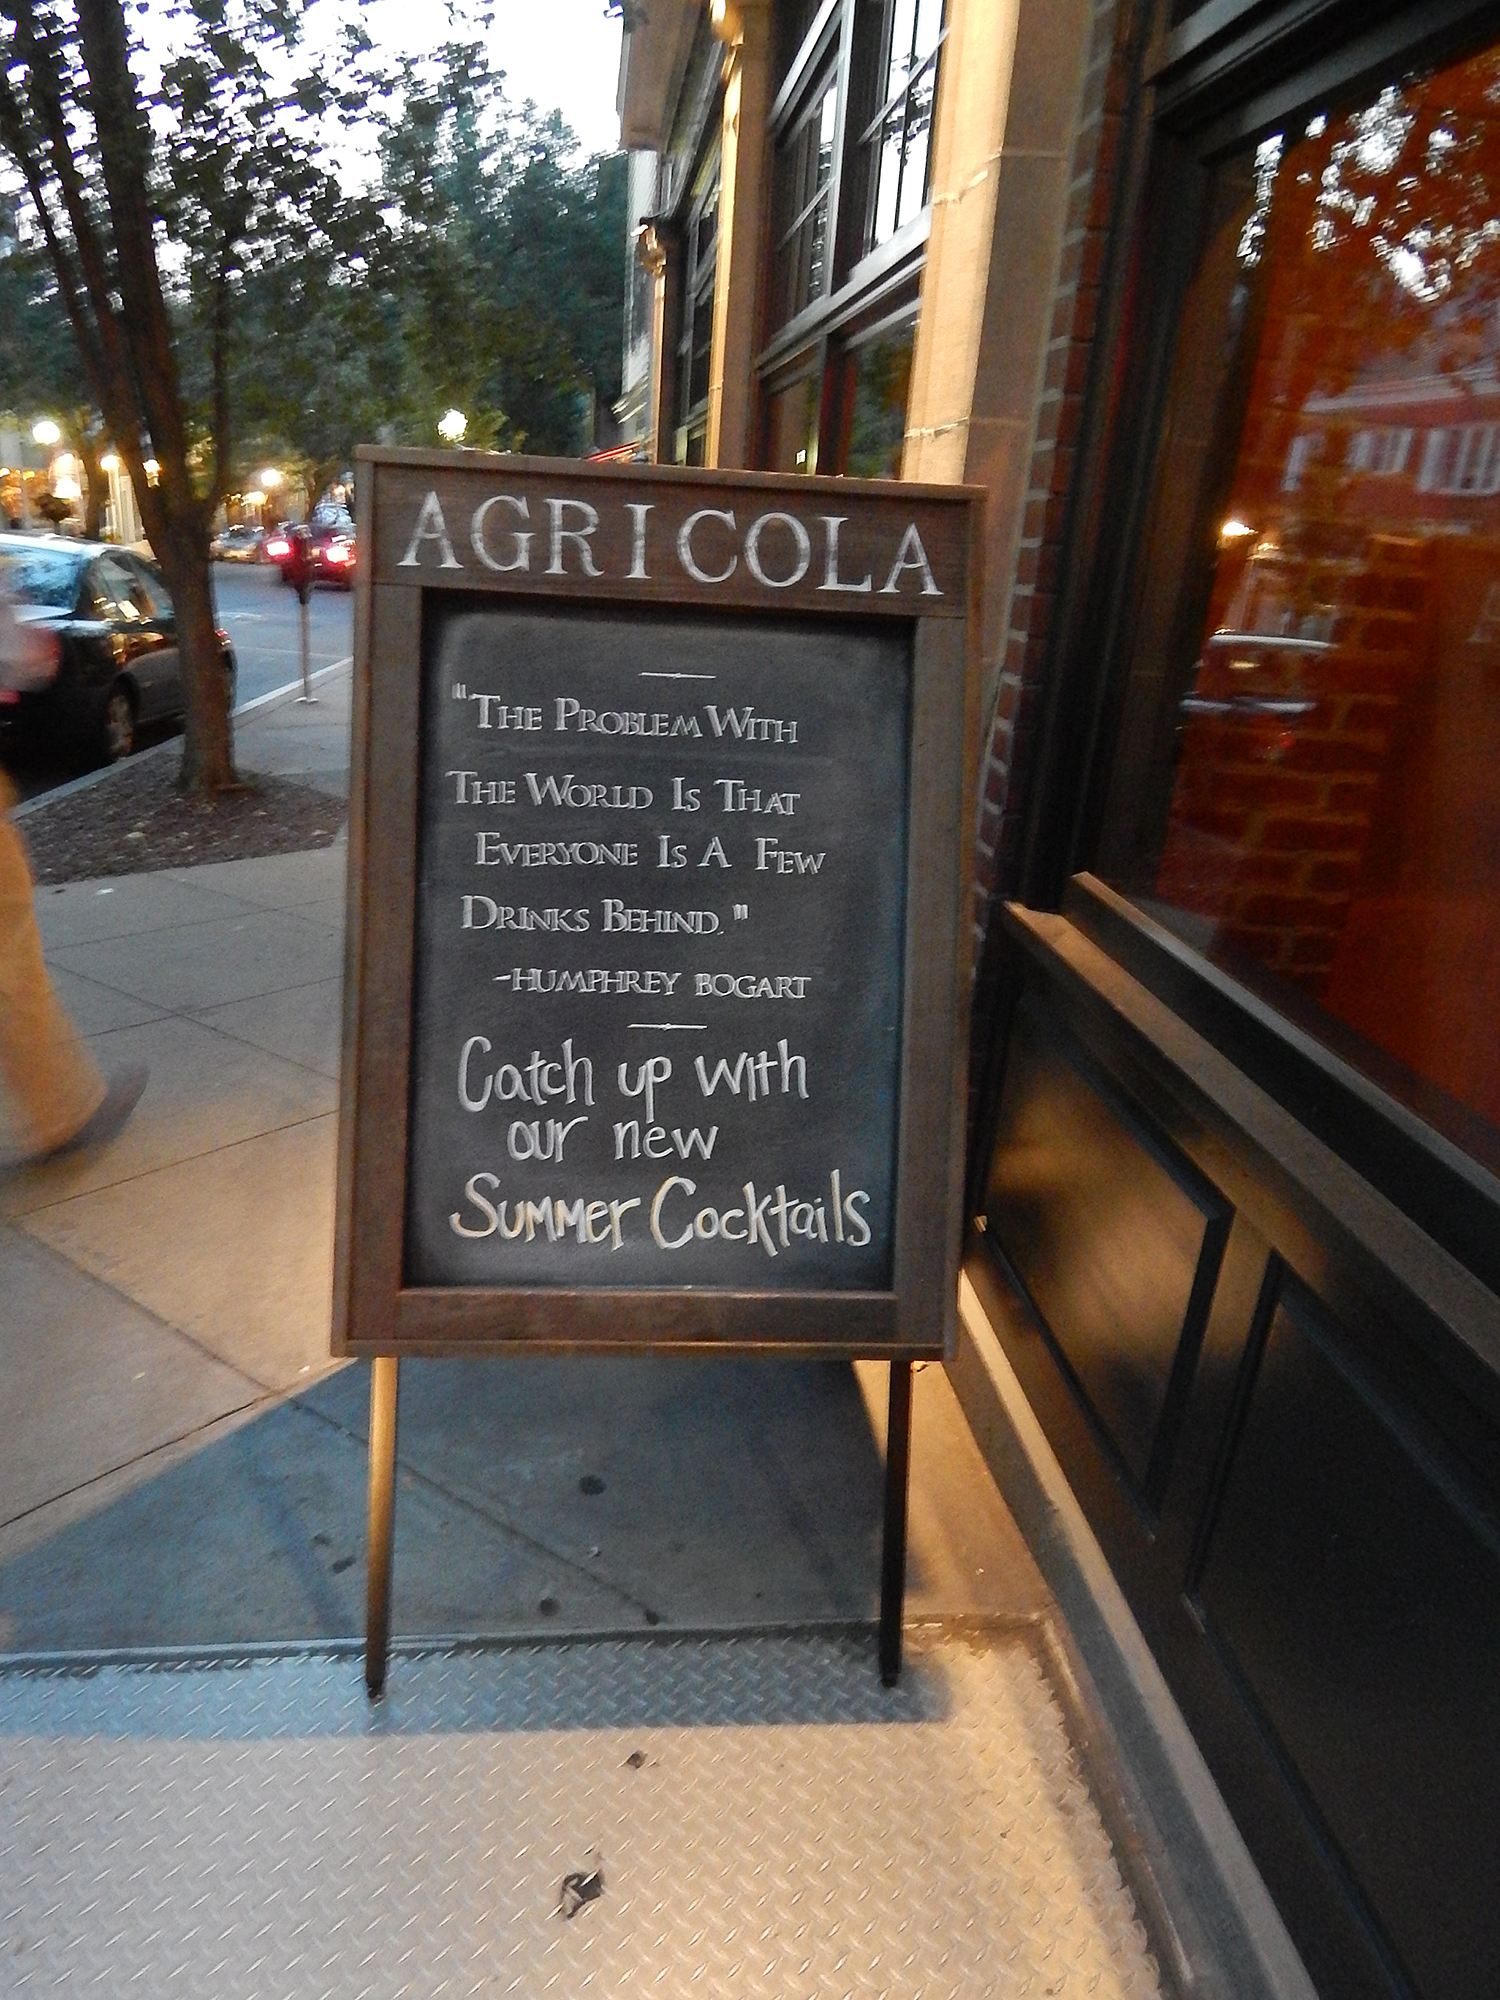 AGRICOLA
"THE PROBLEM WITH
THE WORLD IS THAT
EVERYONE IS A FEW
DRINKS BEHIND."
-HUMPHREY BOGART
Catch up with
our new
Summer Cocktails